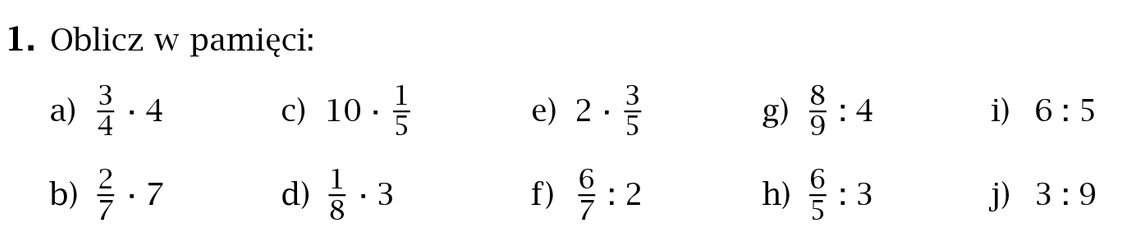 1. Oblicz w pamięci:
a) 3/4 · 4 c) 10 · 1/5 e) 2 · 3/5 g) 8/9 : 4 i) 6 : 5
b) 2/7 · 7 d) 1/8 · 3 f) 6/7 : 2 h) 6/5 : 3 j) 3 : 9